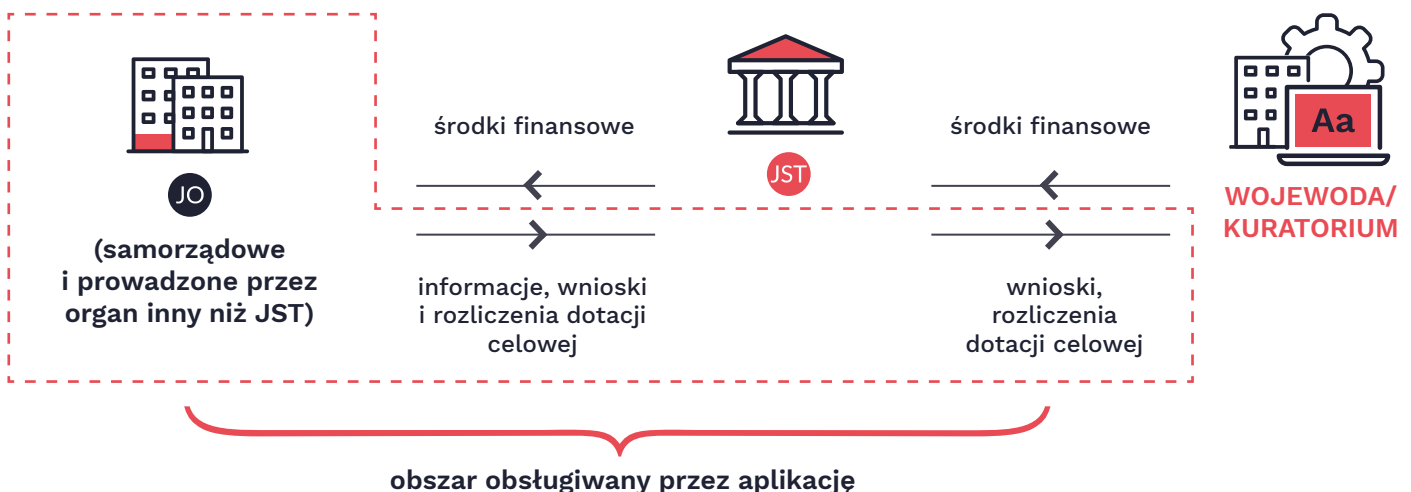 JO
(samorządowe
i prowadzone przez
organ inny niż JST)
środki finansowe
informacje, wnioski
i rozliczenia dotacji
celowej
JST
środki finansowe
wnioski,
rozliczenia
dotacji celowej
Aa
WOJEWODA/
KURATORIUM
obszar obsługiwany przez aplikację